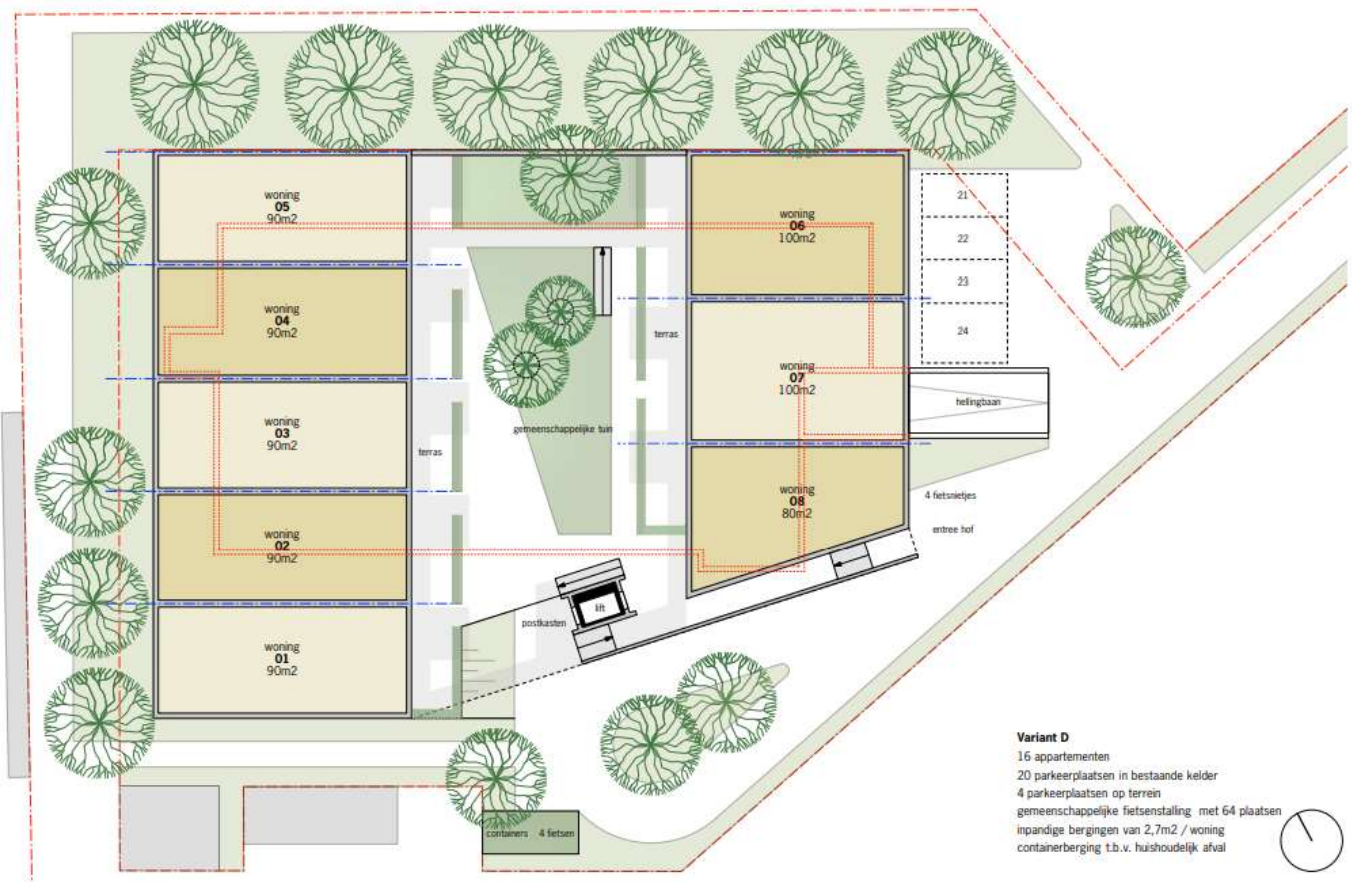 woning
05
90m2
woning
04
90m2
woning
03
90m2
woning
02
90m2
woning
01
90m2
terras
gemeenschappelijke tuin
terras
postkasten
lift
woning
06
100m2
woning
07
100m2
woning
08
80m2
21
22
23
24
hellingbaan
4 fietsnietjes
entree hof
containers 4 fietsen
Variant D
16 appartementen
20 parkeerplaatsen in bestaande kelder
4 parkeerplaatsen op terrein
gemeenschappelijke fietsenstalling met 64 plaatsen
inpandige bergingen van 2,7m2 / woning
containerberging t.b.v. huishoudelijk afval